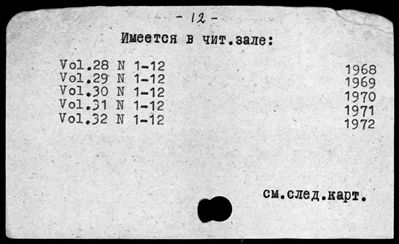 - 12 -
Имеется в чит.зале:
Vol.28 N 1-12 1968
Vol.29 N 1-12 1969
Vol.30 N 1-12 1970
Vol.31 N 1-12 1971
Vol.32 N 1-12 1972
см.след.карт.